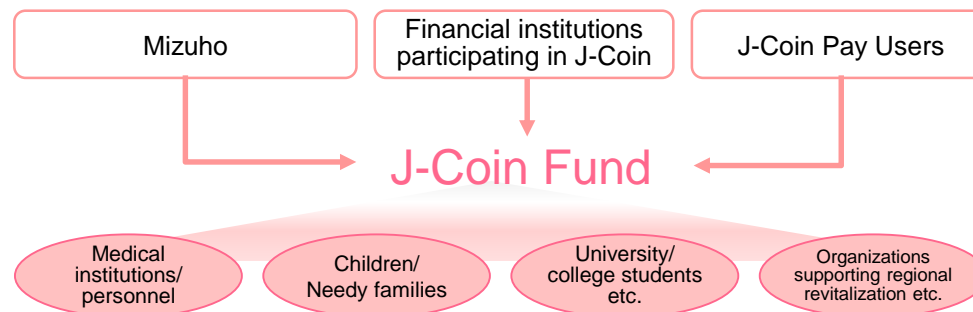 Mizuho
Financial institutions
participating in J-Coin
J-Coin Pay Users
J-Coin Fund
Medical
institutions/
personnel
Children/
Needy families
University/
college students
etc.
Organizations
supporting regional
revitalization etc.